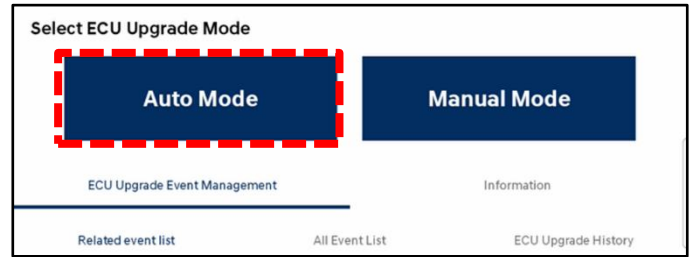 Select ECU Upgrade Mode
Auto Mode Manual Mode
ECU Upgrade Event Management Information
Related event list All Event List ECU Upgrade History